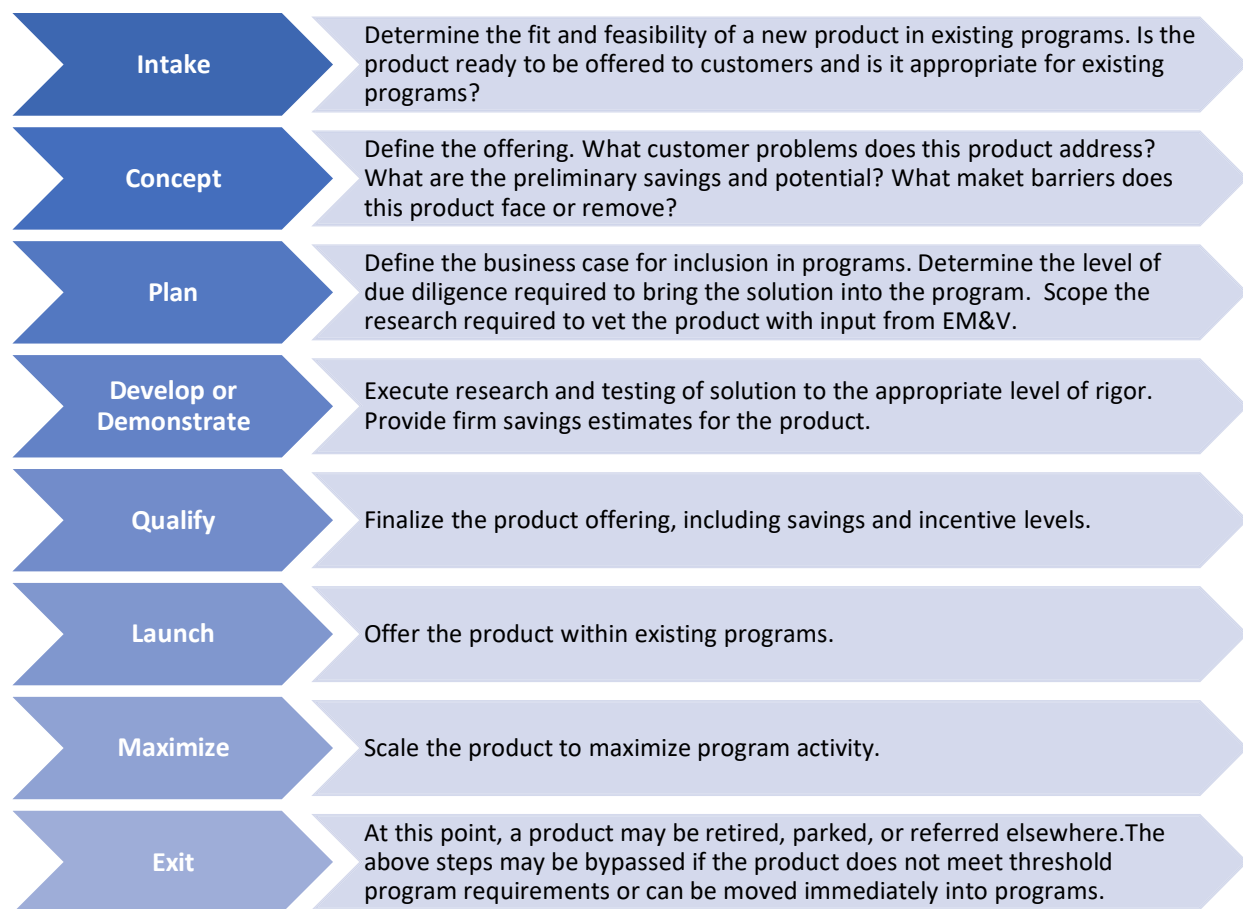 Intake
Determine the fit and feasibility of a new product in existing programs. Is the
product ready to be offered to customers and is it appropriate for existing
programs?
Concept
Define the offering. What customer problems does this product address?
What are the preliminary savings and potential? What maket barriers does
this product face or remove?
Plan
Define the business case for inclusion in programs. Determine the level of
due diligence required to bring the solution into the program.  Scope the
research required to vet the product with input from EM&V.
Develop or
Demonstrate
Execute research and testing of solution to the appropriate level of rigor.
Provide firm savings estimates for the product.
Qualify
Finalize the product offering, including savings and incentive levels.
Launch
Offer the product within existing programs.
Maximize
Scale the product to maximize program activity.
Exit
At this point, a product may be retired, parked, or referred elsewhere.The
above steps may be bypassed if the product does not meet threshold
program requirements or can be moved immediately into programs.